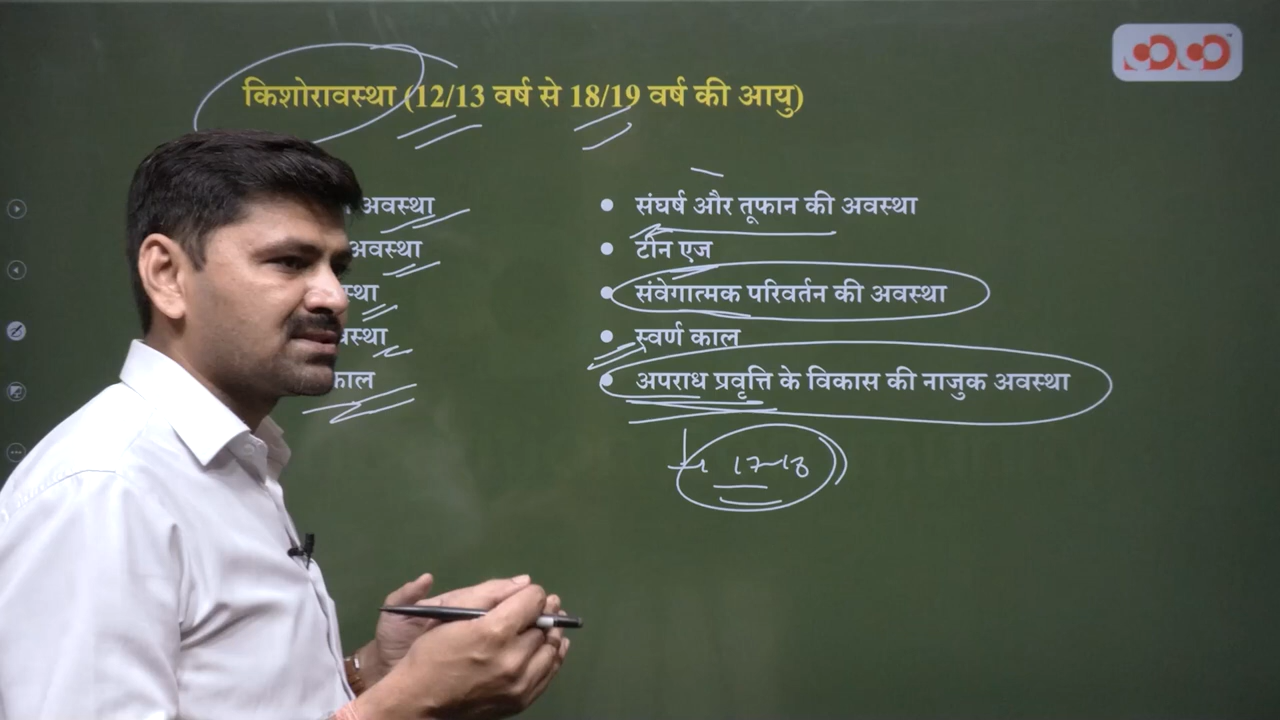 किशोरावस्था (12/13 वर्ष से 18/19 वर्ष की आयु)
अवस्था
अवस्था
काल
संघर्ष और तूफान की अवस्था
टीन एज
संवेगात्मक परिवर्तन की अवस्था
स्वर्ण काल
अपराध प्रवृत्ति के विकास की नाजुक अवस्था
17-18